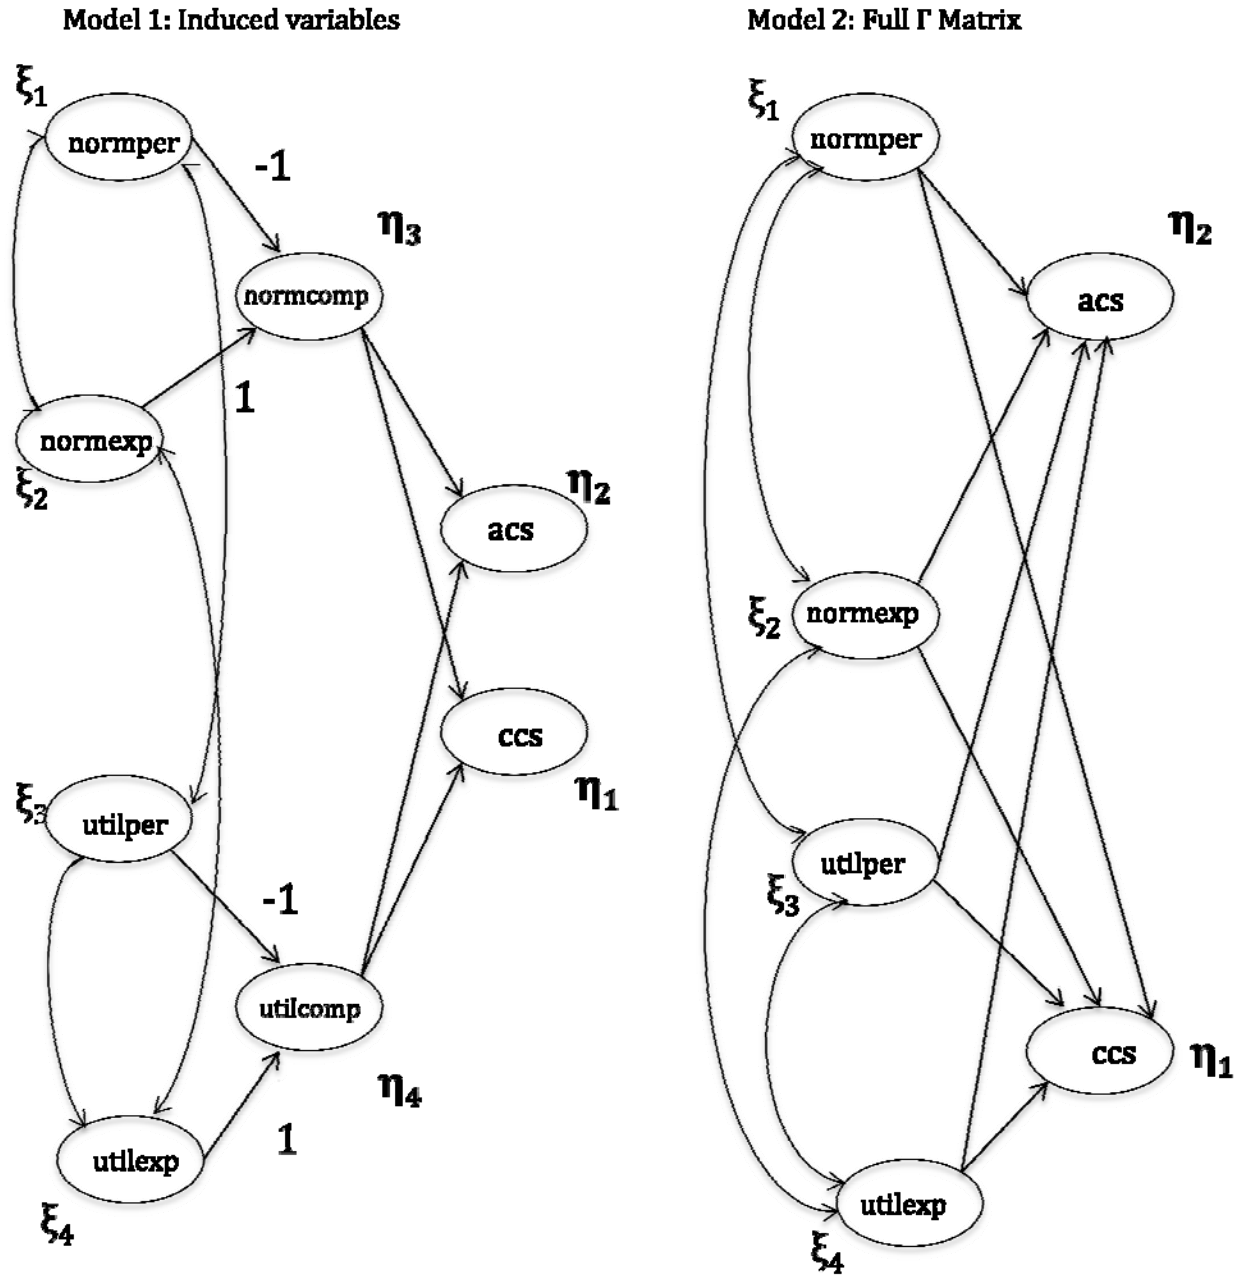 Model 1: Induced variables
ξ1
normper
-1
η3
normcomp
1
normexp
ξ2
η2
acs
ccs
η1
ξ3
utilper
-1
utilcomp
η4
1
utilexp
ξ4
Model 2: Full Γ Matrix
ξ1
normper
η2
acs
ξ2
normexp
utilper
ξ3
ccs
η1
utilexp
ξ4